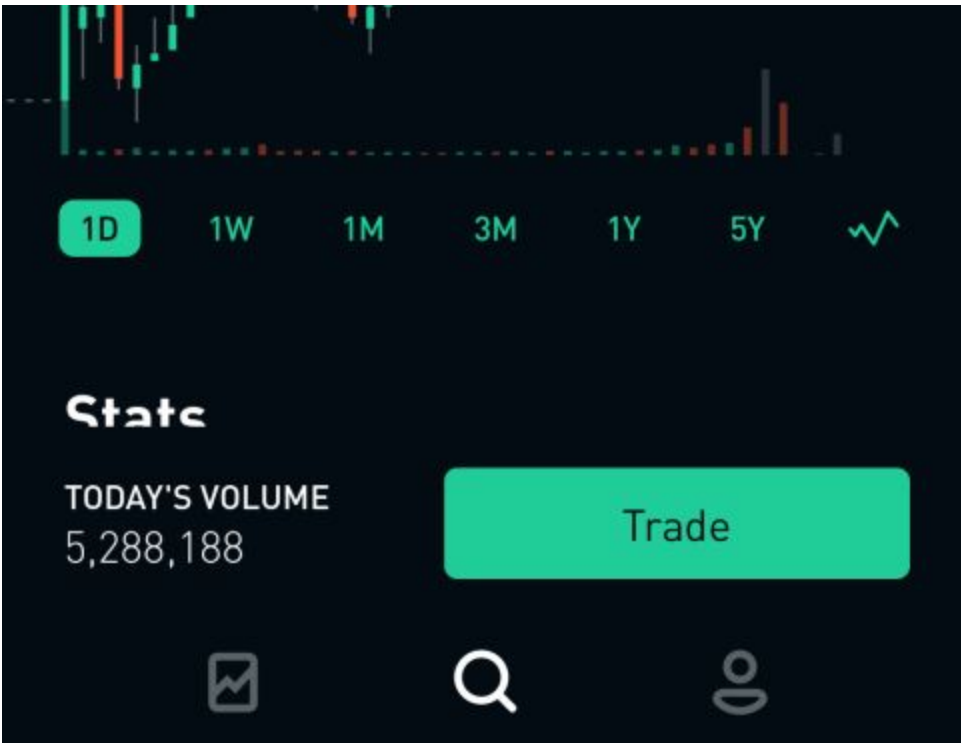 1D 1W 1M 3M 1Y 5Y
Stats
TODAY'S VOLUME
5,288,188
Trade